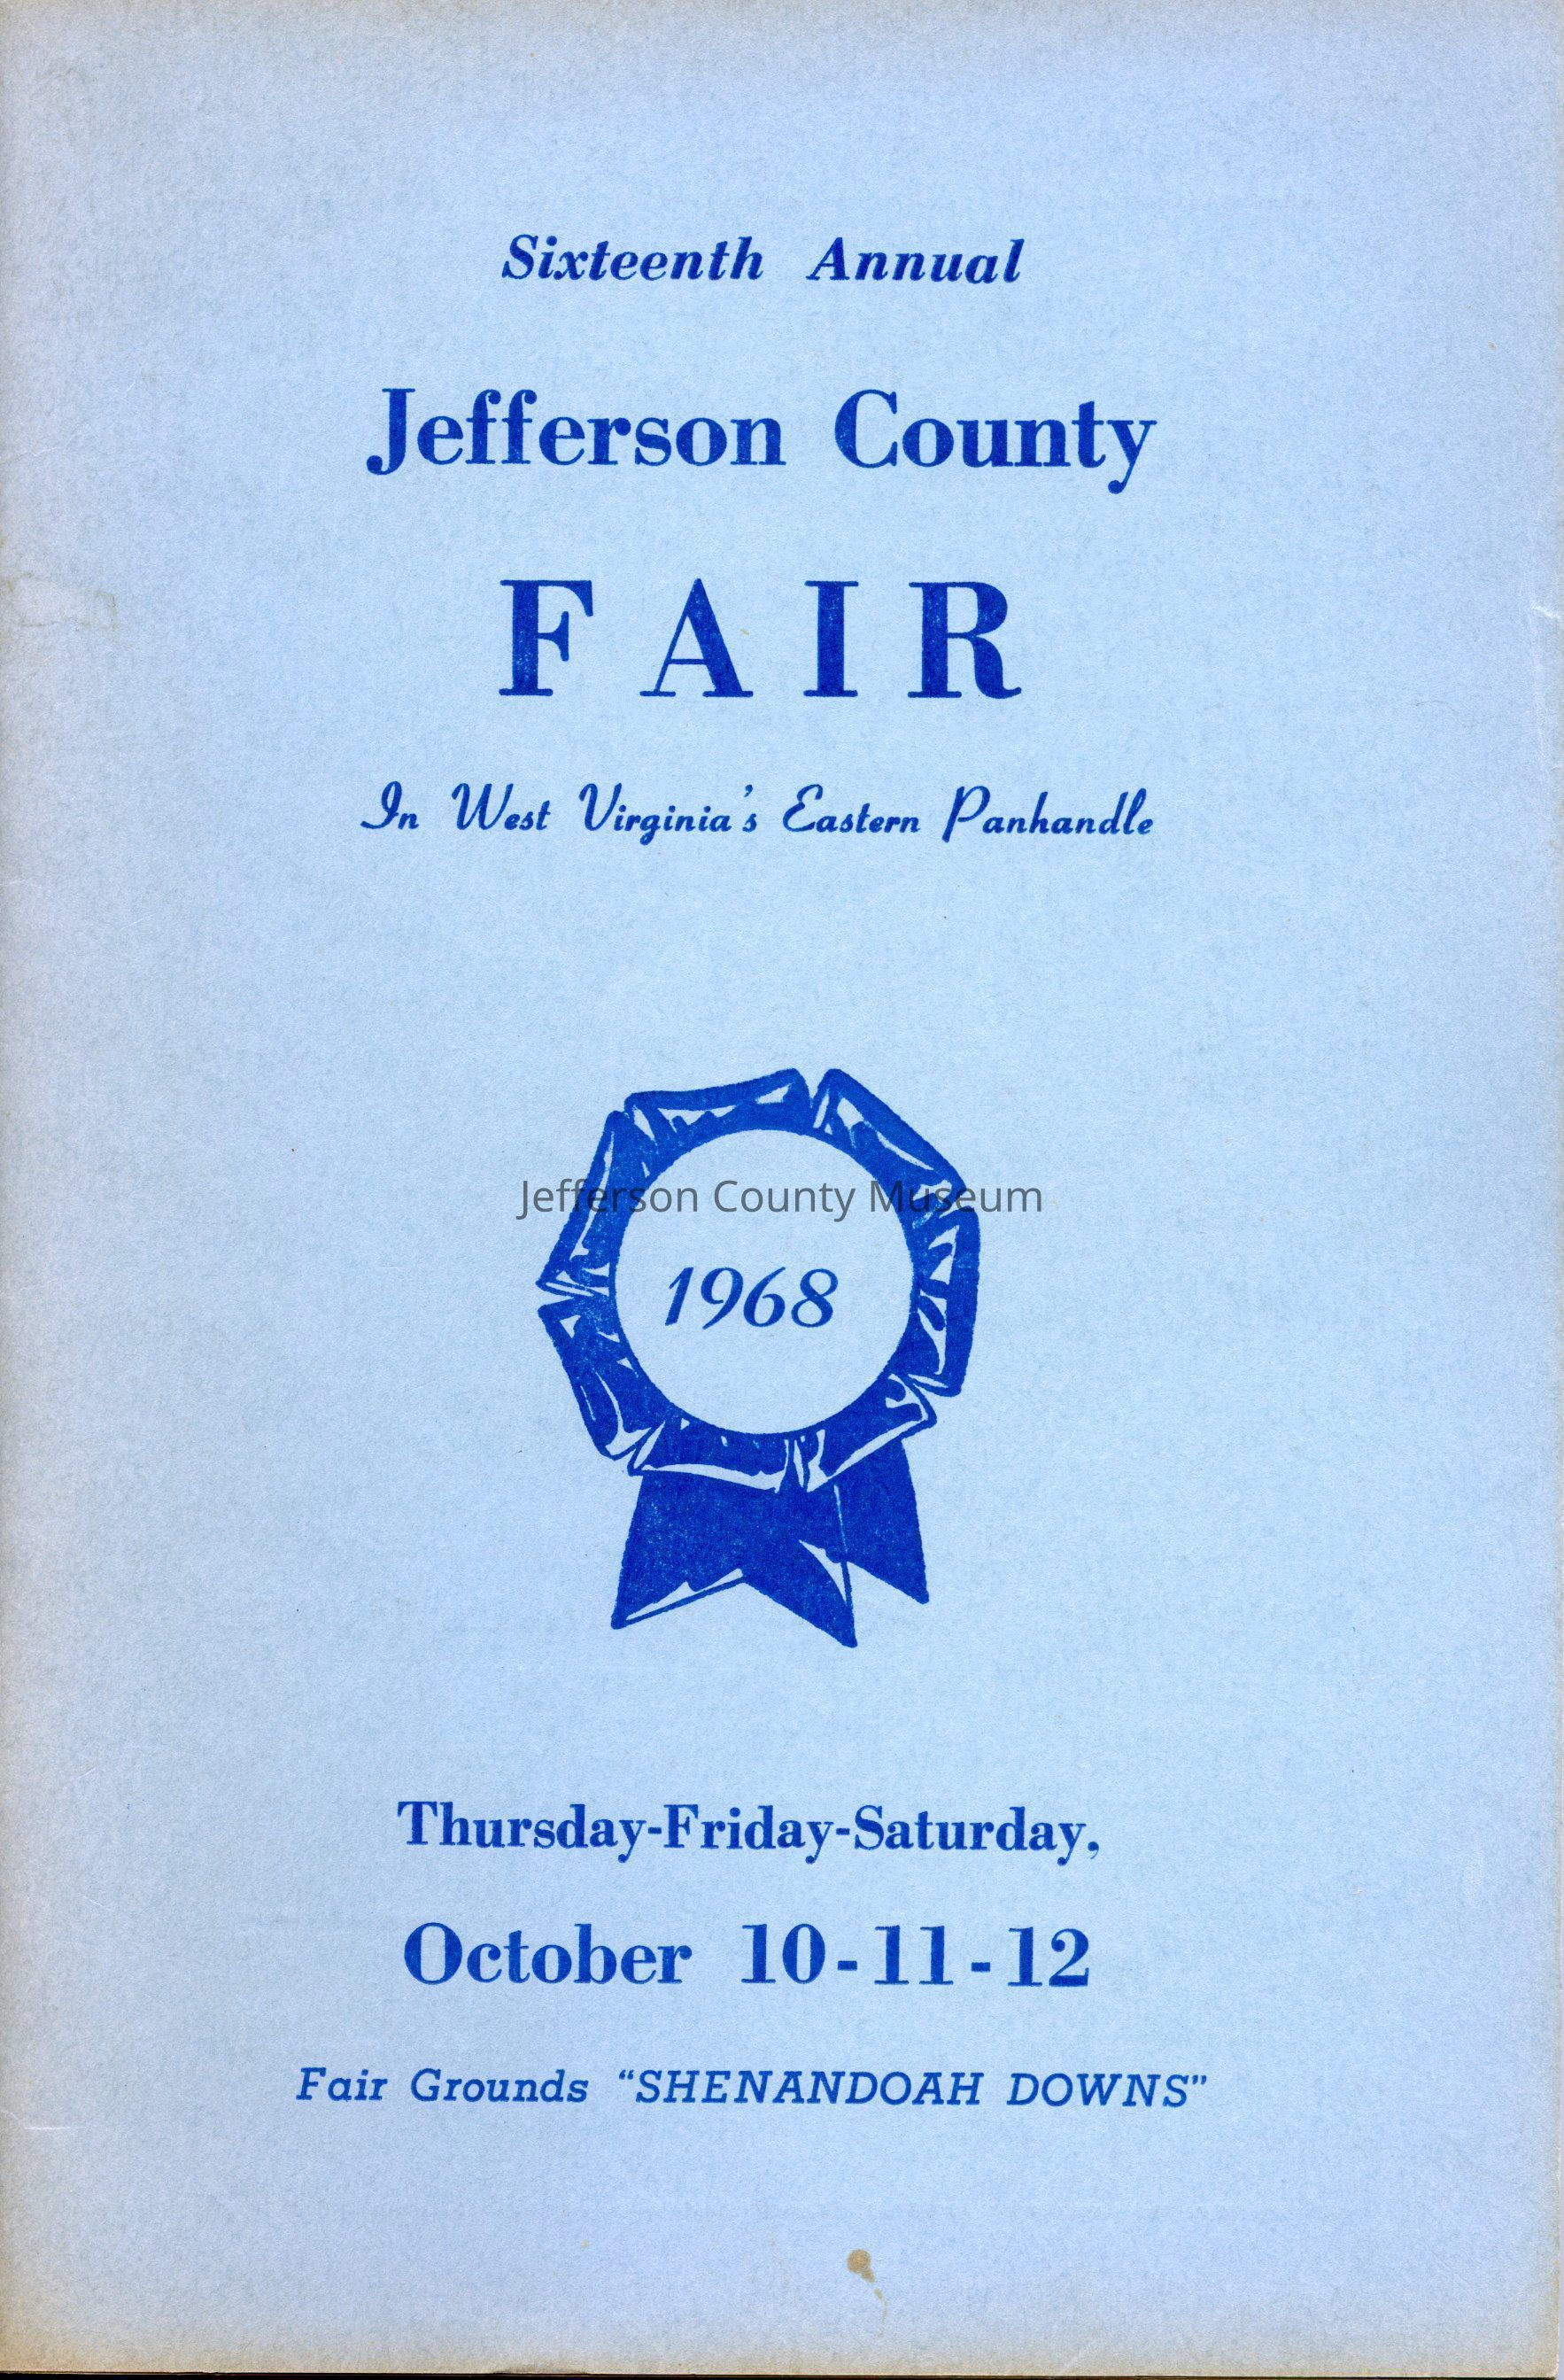 Sixteenth Annual
Jefferson County
FAIR
In West Virginia's Eastern Panhandle
Jefferson County Museum
1968
Thursday-Friday-Saturday,
October 10-11-12
Fair Grounds "SHENANDOAH DOWNS"